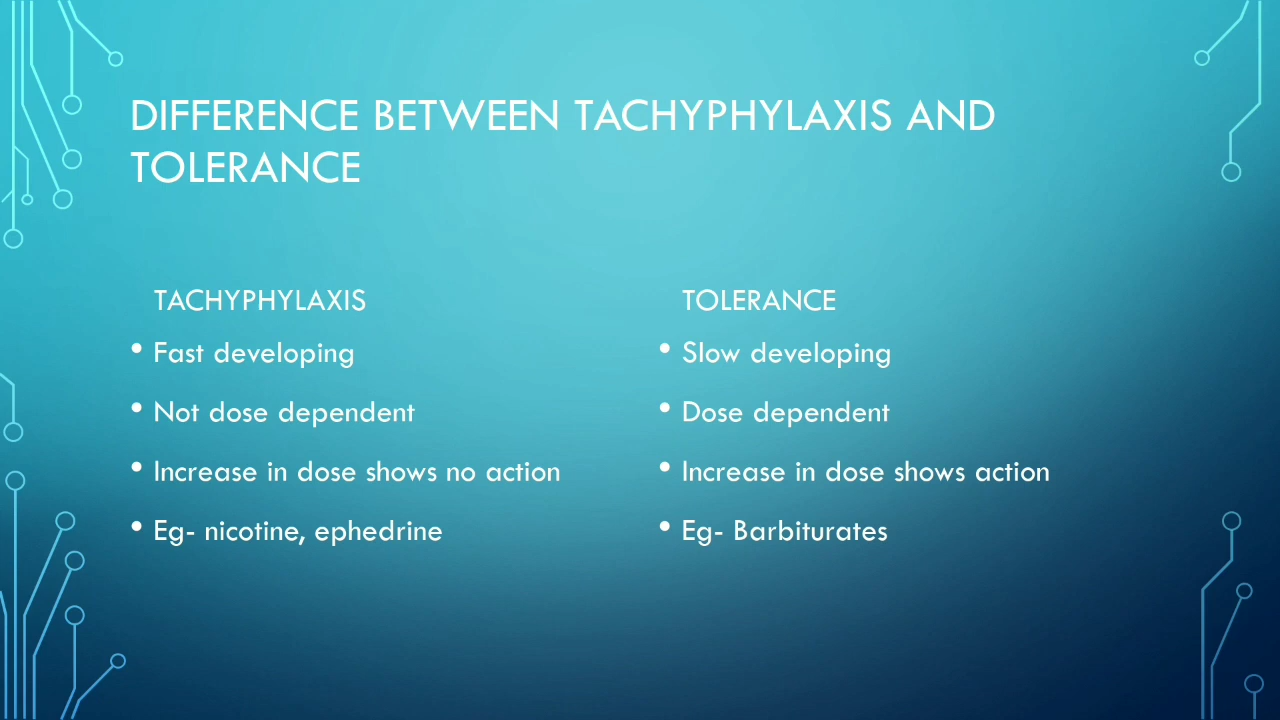 DIFFERENCE BETWEEN TACHYPHYLAXIS AND
TOLERANCE
TACHYPHYLAXIS
• Fast developing
• Not dose dependent
• Increase in dose shows no action
• Eg- nicotine, ephedrine
TOLERANCE
• Slow developing
• Dose dependent
• Increase in dose shows action
• Eg- Barbiturates